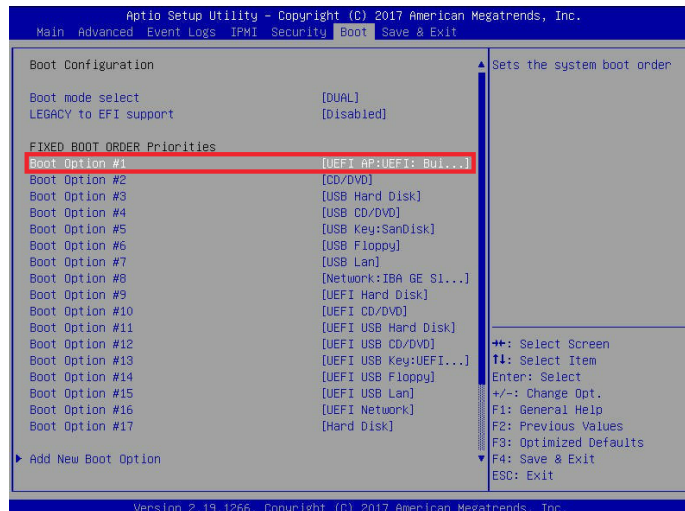 Aptio Setup Utility – Copyright (C) 2017 American Megatrends, Inc.
Main Advanced Event Logs IPMI Security Boot Save & Exit
Boot Configuration
Boot mode select [DUAL]
LEGACY to EFI support [Disabled]
FIXED BOOT ORDER Priorities
Boot Option #1 [UEFI AP:UEFI: Bui...]
Boot Option #2 [CD/DVD]
Boot Option #3 [USB Hard Disk]
Boot Option #4 [USB CD/DVD]
Boot Option #5 [USB Key:SanDisk]
Boot Option #6 [USB Floppy]
Boot Option #7 [USB Lan]
Boot Option #8 [Network:IBA GE Sl...]
Boot Option #9 [UEFI Hard Disk]
Boot Option #10 [UEFI CD/DVD]
Boot Option #11 [UEFI USB Hard Disk]
Boot Option #12 [UEFI USB CD/DVD]
Boot Option #13 [UEFI USB Key:UEFI...]
Boot Option #14 [UEFI USB Floppy]
Boot Option #15 [UEFI USB Lan]
Boot Option #16 [UEFI Network]
Boot Option #17 [Hard Disk]
Add New Boot Option
Sets the system boot order
→←: Select Screen
↑↓: Select Item
Enter: Select
+/-: Change Opt.
F1: General Help
F2: Previous Values
F3: Optimized Defaults
F4: Save & Exit
ESC: Exit
Version 2.19.1266. Copyright (C) 2017 American Megatrends, Inc.